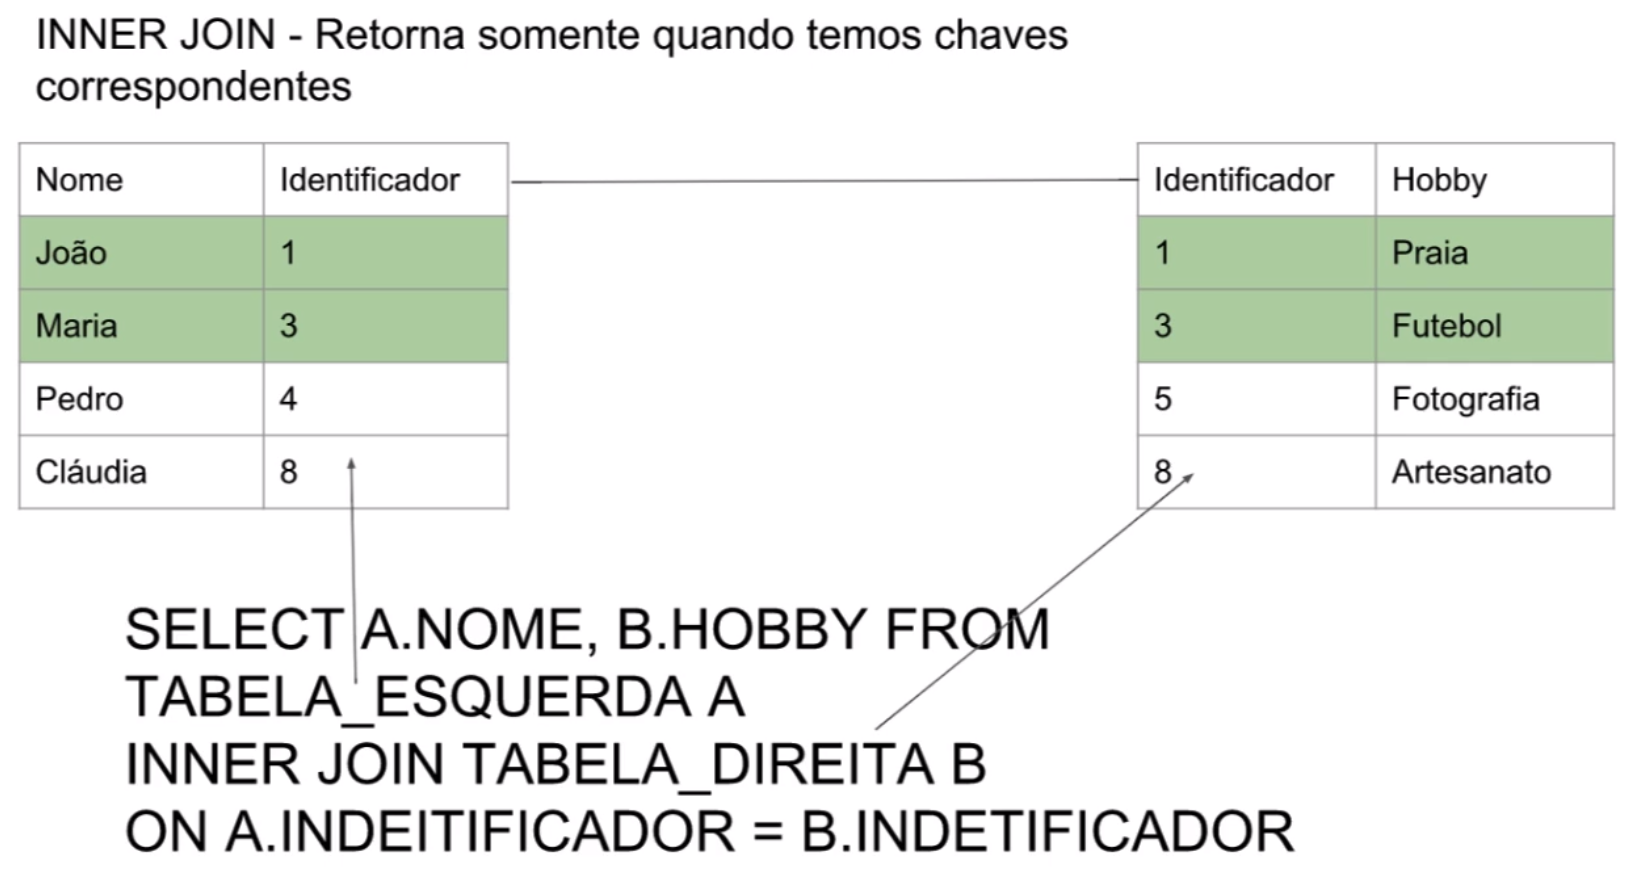 INNER JOIN - Retorna somente quando temos chaves
correspondentes
Nome Identificador
João 1
Maria 3
Pedro 4
Cláudia 8
Identificador Hobby
1 Praia
3 Futebol
5 Fotografia
8 Artesanato
SELECT A.NOME, B.HOBBY FROM
TABELA_ESQUERDA A
INNER JOIN TABELA_DIREITA B
ON A.INDEITIFICADOR = B.INDETIFICADOR